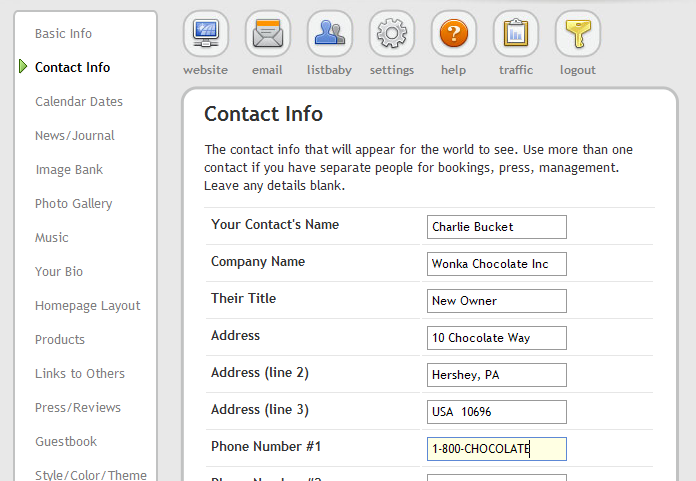 Basic Info
Contact Info
Calendar Dates
News/Journal
Image Bank
Photo Gallery
Music
Your Bio
Homepage Layout
Products
Links to Others
Press/Reviews
Guestbook
Style/Color/Theme
website email listbaby settings help traffic logout
Contact Info
The contact info that will appear for the world to see. Use more than one
contact if you have separate people for bookings, press, management.
Leave any details blank.
Your Contact's Name Charlie Bucket
Company Name Wonka Chocolate Inc
Their Title New Owner
Address 10 Chocolate Way
Address (line 2) Hershey, PA
Address (line 3) USA 10696
Phone Number #1 1-800-CHOCOLATE
Phone Number #2